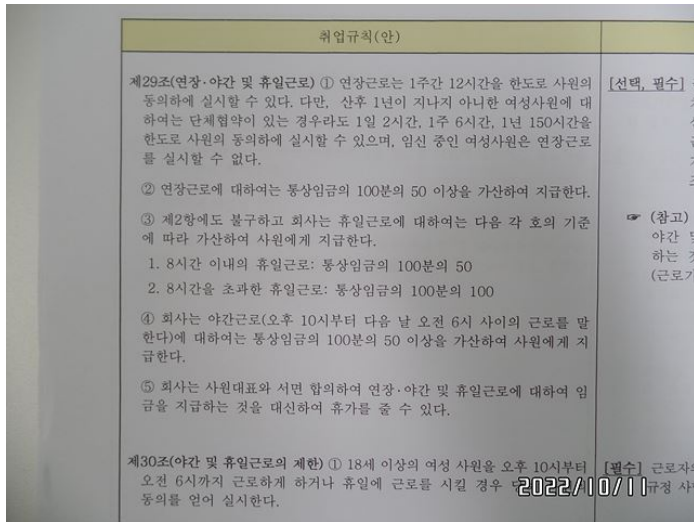 취업규칙(안)
제29조(연장·야간 및 휴일근로) ① 연장근로는 1주간 12시간을 한도로 사원의
동의하에 실시할 수 있다. 다만, 산후 1년이 지나지 아니한 여성사원에 대
하여는 단체협약이 있는 경우라도 1일 2시간, 1주 6시간, 1년 150시간을
한도로 사원의 동의하에 실시할 수 있으며, 임신 중인 여성사원은 연장근로
를 실시할 수 없다.
② 연장근로에 대하여는 통상임금의 100분의 50 이상을 가산하여 지급한다.
③ 제2항에도 불구하고 회사는 휴일근로에 대하여는 다음 각 호의 기준
에 따라 가산하여 사원에게 지급한다.
1. 8시간 이내의 휴일근로: 통상임금의 100분의 50
2. 8시간을 초과한 휴일근로: 통상임금의 100분의 100
④ 회사는 야간근로(오후 10시부터 다음 날 오전 6시 사이의 근로를 말
한다)에 대하여는 통상임금의 100분의 50 이상을 가산하여 사원에게 지
급한다.
⑤ 회사는 사원대표와 서면 합의하여 연장·야간 및 휴일근로에 대하여 임
금을 지급하는 것을 대신하여 휴가를 줄 수 있다.
제30조(야간 및 휴일근로의 제한) ① 18세 이상의 여성 사원을 오후 10시부터
오전 6시까지 근로하게 하거나 휴일에 근로를 시킬 경우
동의를 얻어 실시한다.
[선택, 필수]
☞ (참고)
야간
하는
(근로기
[필수] 근로자의
규정
2022/10/11